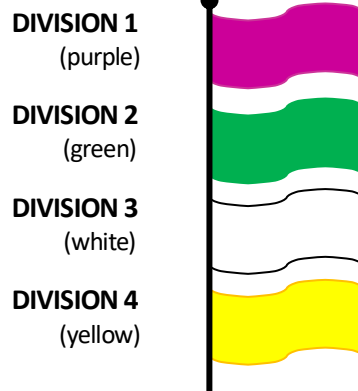 DIVISION 1
(purple)
DIVISION 2
(green)
DIVISION 3
(white)
DIVISION 4
(yellow)